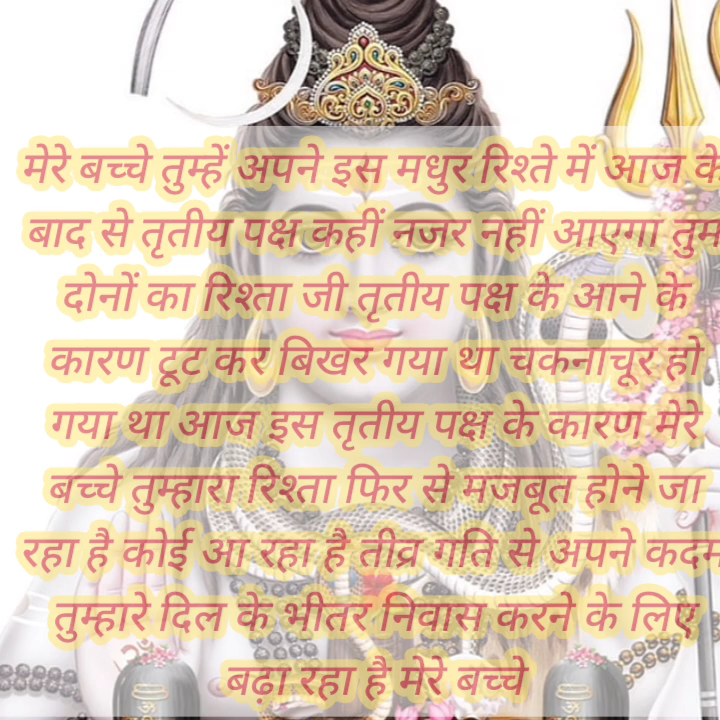 मेरे बच्चे तुम्हें अपने इस मधुर रिश्ते में आज के
बाद से तृतीय पक्ष कहीं नजर नहीं आएगा तुम
दोनों का रिश्ता जी तृतीय पक्ष के आने के
कारण टूट कर बिखर गया था चकनाचूर हो
गया था आज इस तृतीय पक्ष के कारण मेरे
बच्चे तुम्हारा रिश्ता फिर से मजबूत होने जा
रहा है कोई आ रहा है तीव्र गति से अपने कदम
तुम्हारे दिल के भीतर निवास करने के लिए
बढ़ा रहा है मेरे बच्चे